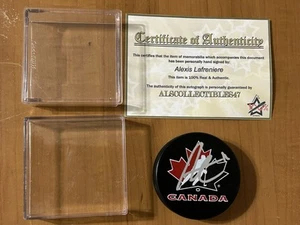 Certificate of Authenticity
This certifies that the item of memorabilia which accompanies this document
has been personally hand signed by:
Alexis Lafreniere
This item is 100% Real & Authentic.
The authenticity of this autograph is personally guaranteed by
ALSCOLLECTIBLES47
CANADA